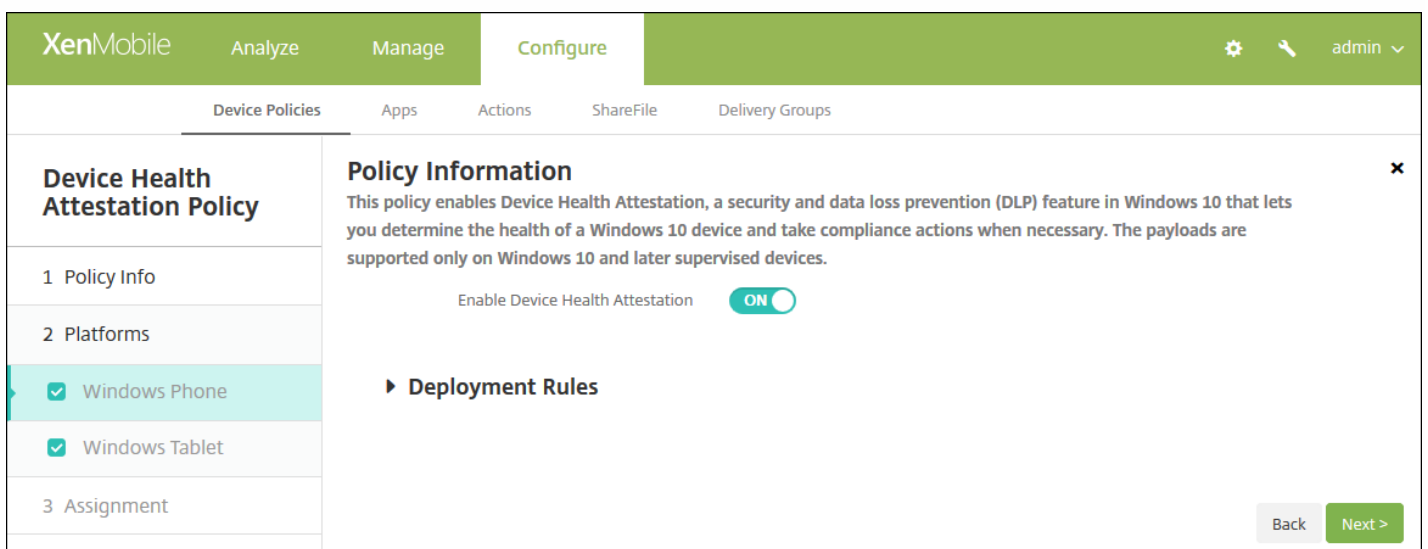 XenMobile Analyze Manage Configure admin
Device Policies Apps Actions ShareFile Delivery Groups
Device Health
Attestation Policy
1 Policy Info
2 Platforms
Windows Phone
Windows Tablet
3 Assignment
Policy Information
This policy enables Device Health Attestation, a security and data loss prevention (DLP) feature in Windows 10 that lets
you determine the health of a Windows 10 device and take compliance actions when necessary. The payloads are
supported only on Windows 10 and later supervised devices.
Enable Device Health Attestation ON
Deployment Rules
Back Next >